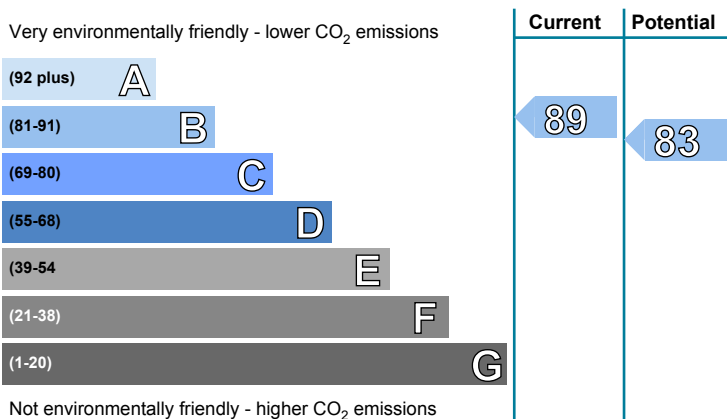 Very environmentally friendly - lower CO2 emissions
Current
Potential
(92 plus) A
(81-91) B
(69-80) C
(55-68) D
(39-54 E
(21-38) F
(1-20) G
89
83
Not environmentally friendly - higher CO2 emissions